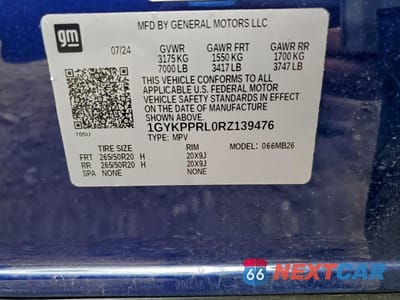 MFD BY GENERAL MOTORS LLC
gm
07/24 GVWR GAWR FRT GAWR RR
3175 KG 1550 KG 1700 KG
7000 LB 3417 LB 3747 LB
THIS VEHICLE CONFORMS TO ALL
APPLICABLE U.S. FEDERAL MOTOR
VEHICLE SAFETY STANDARDS IN EFFECT
ON THE DATE OF MANUFACTURE
SHOWN ABOVE.
705U
1GYKPPRL0RZ139476
TYPE: MPV
TIRE SIZE RIM MODEL: 066MB26
FRT 265/50R20 H 20X9J
RR 265/50R20 H 20X9J
SPA NONE NONE
66 NEXTCAR